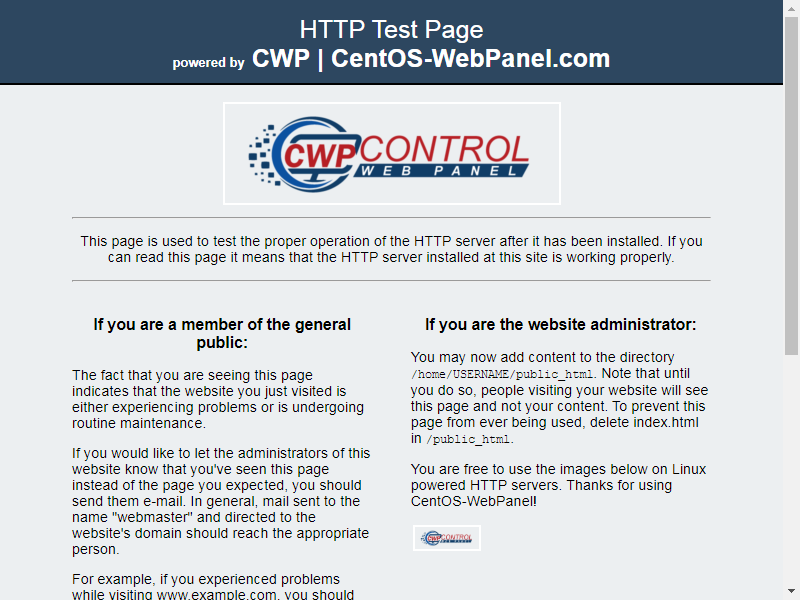 HTTP Test Page
powered by CWP | CentOS-WebPanel.com
CWP CONTROL
WEB PANEL
This page is used to test the proper operation of the HTTP server after it has been installed. If you
can read this page it means that the HTTP server installed at this site is working properly.
If you are a member of the general
public:
The fact that you are seeing this page
indicates that the website you just visited is
either experiencing problems or is undergoing
routine maintenance.
If you would like to let the administrators of this
website know that you've seen this page
instead of the page you expected, you should
send them e-mail. In general, mail sent to the
name "webmaster" and directed to the
website's domain should reach the appropriate
person.
For example, if you experienced problems
while visiting www.example.com, you should
If you are the website administrator:
You may now add content to the directory
/home/USERNAME/public_html. Note that until
you do so, people visiting your website will see
this page and not your content. To prevent this
page from ever being used, delete index.html
in /public_html.
You are free to use the images below on Linux
powered HTTP servers. Thanks for using
CentOS-WebPanel!
CWP CONTROL
WEB PANEL